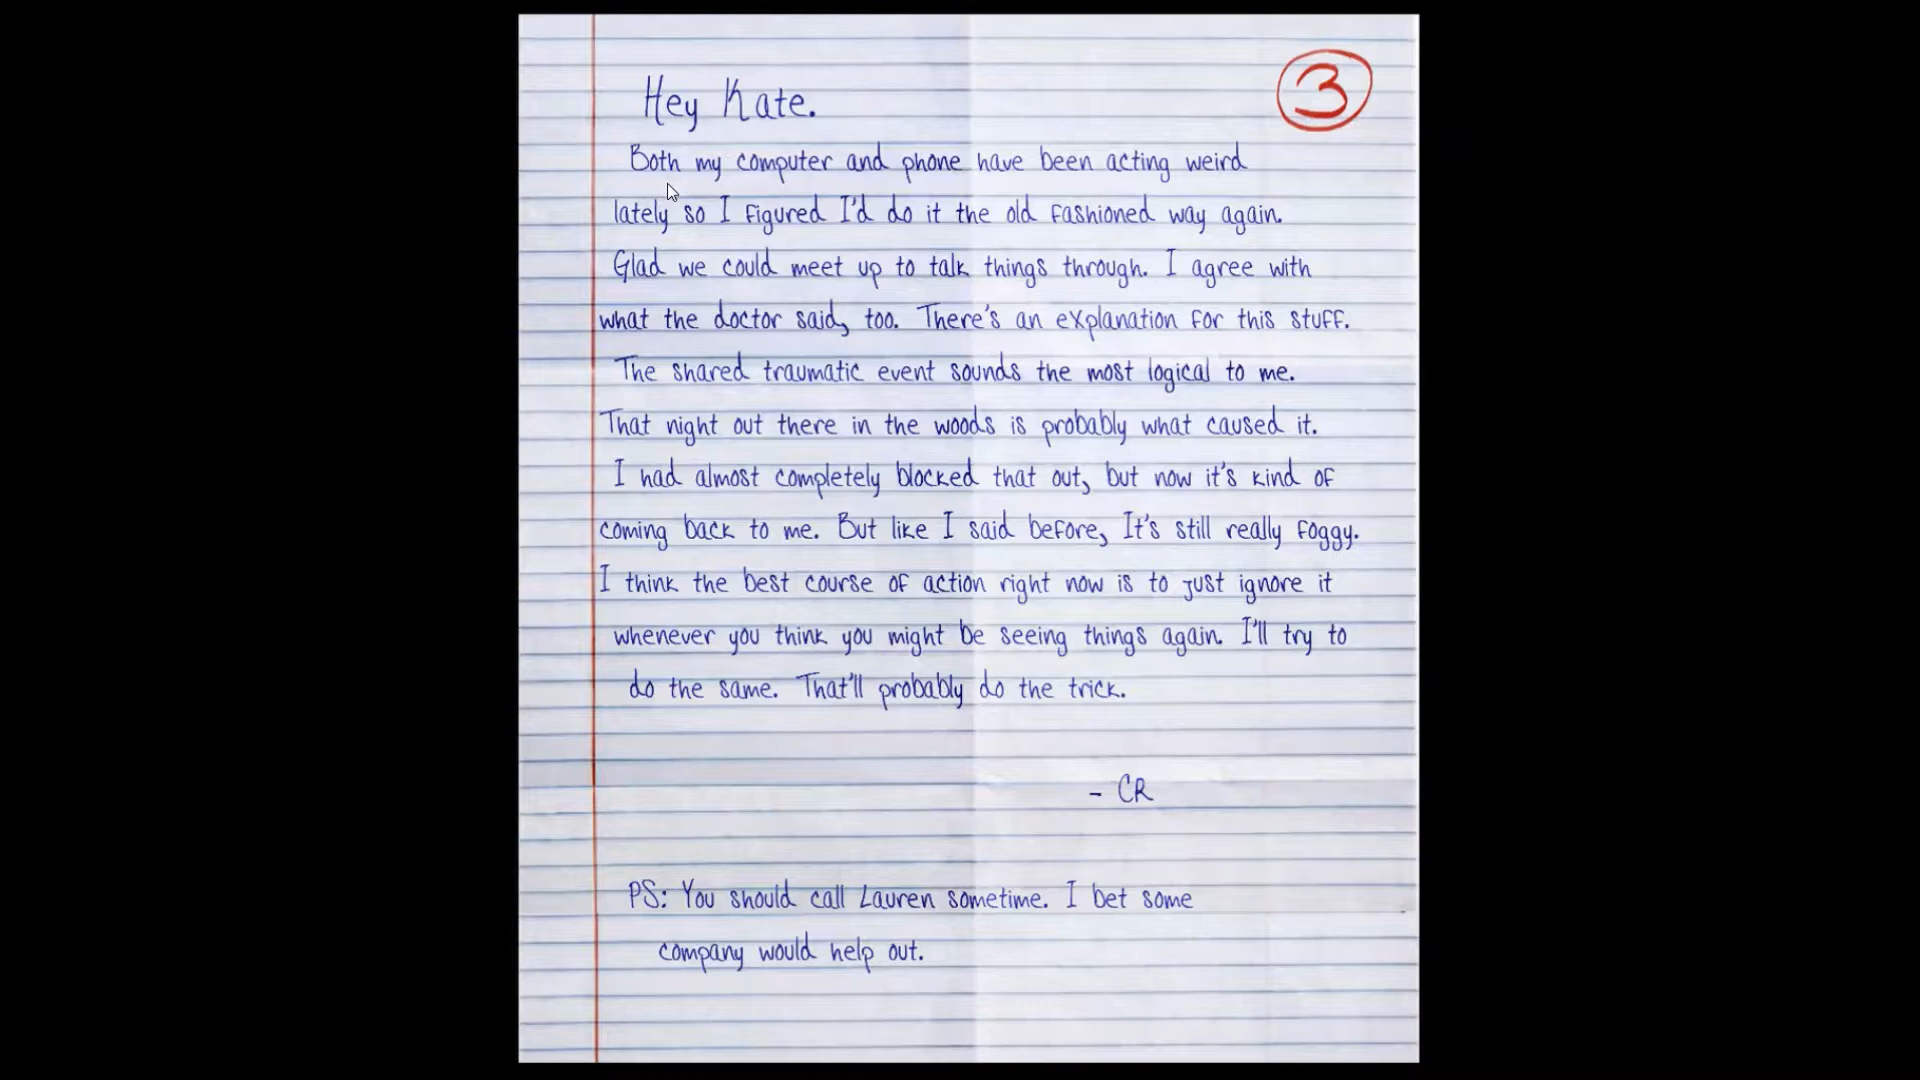 3
Hey Kate.
Both my computer and phone have been acting weird
lately so I figured I'd do it the old fashioned way again.
Glad we could meet up to talk things through. I agree with
what the doctor said, too. There's an explanation for this stuff.
The shared traumatic event sounds the most logical to me.
That night out there in the woods is probably what caused it.
I had almost completely blocked that out, but now it's kind of
coming back to me. But like I said before, It's still really foggy.
I think the best course of action right now is to just ignore it
whenever you think you might be seeing things again. I'll try to
do the same. That'll probably do the trick.
- CR
PS: You should call Lauren sometime. I bet some
company would help out.